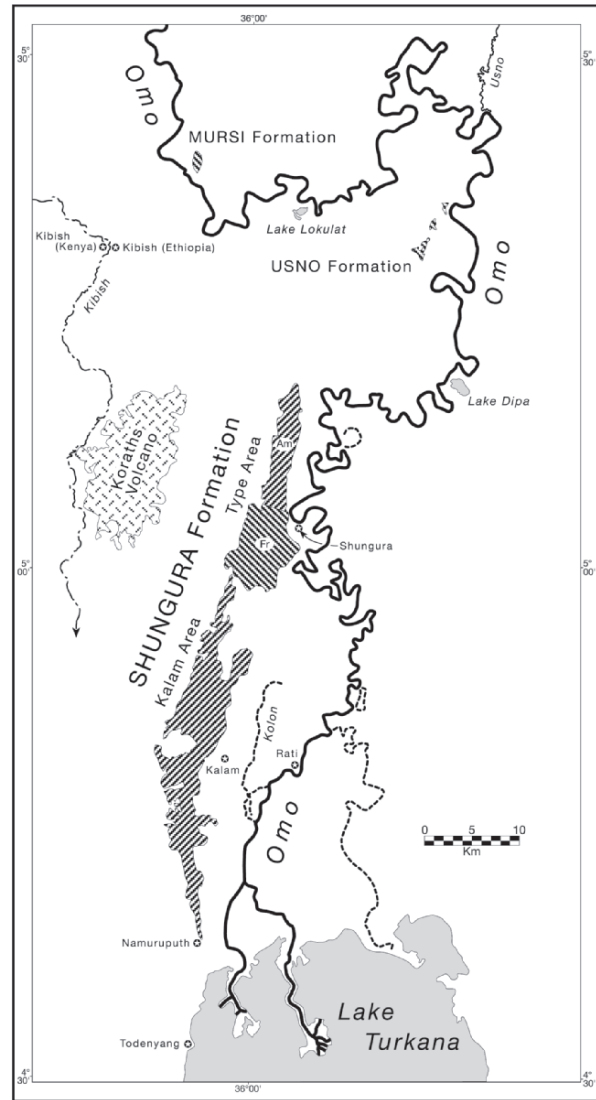 36°00'
5°
30'
5°
30'
Omo
Usno
MURSI Formation
Lake Lokulat
Kibish
(Kenya)
Kibish (Ethiopia)
USNO Formation
Omo
Kibish
Lake Dipa
Koraths
Volcano
SHUNGURA Formation
Type Area
Am
Fr
Shungura
5°
00'
5°
00'
Kalam Area
Kolon
Kalam
Rati
Omo
0 5 10
Km
Namuruputh
Lake
Turkana
Todenyang
4°
30'
4°
30'
36°00'